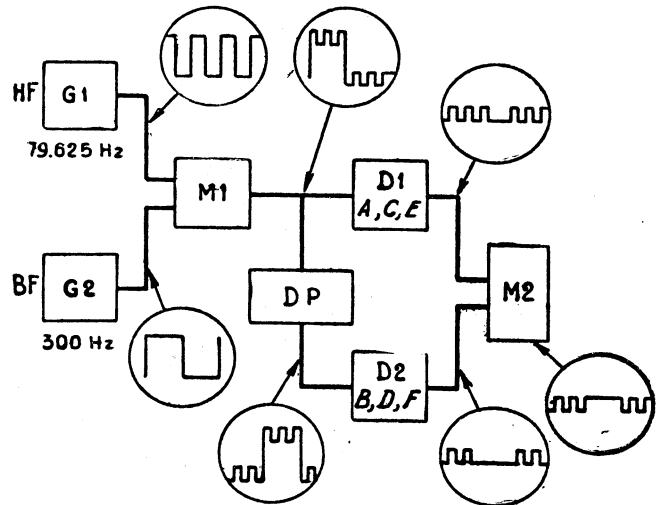 HF G1
79.625 Hz
M1
D1
A, C, E
BF G2
300 Hz
DP
M2
D2
B, D, F